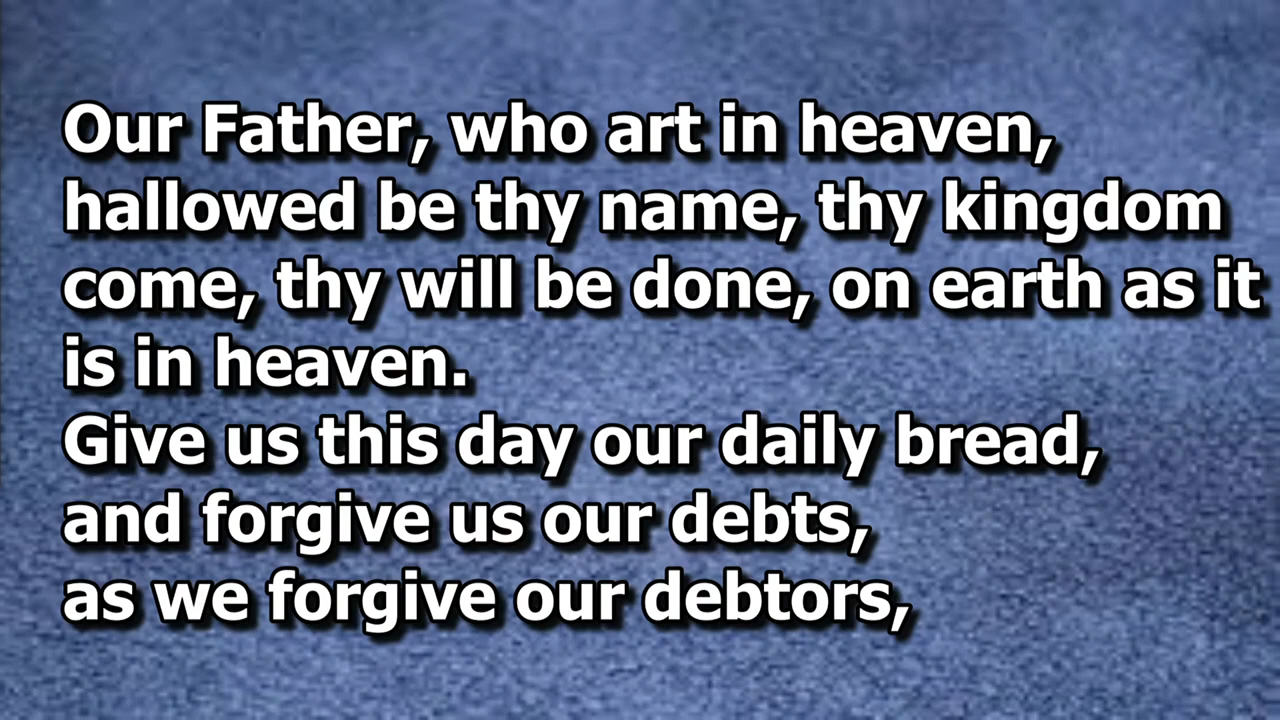 Our Father, who art in heaven,
hallowed be thy name, thy kingdom
come, thy will be done, on earth as it
is in heaven.
Give us this day our daily bread,
and forgive us our debts,
as we forgive our debtors,